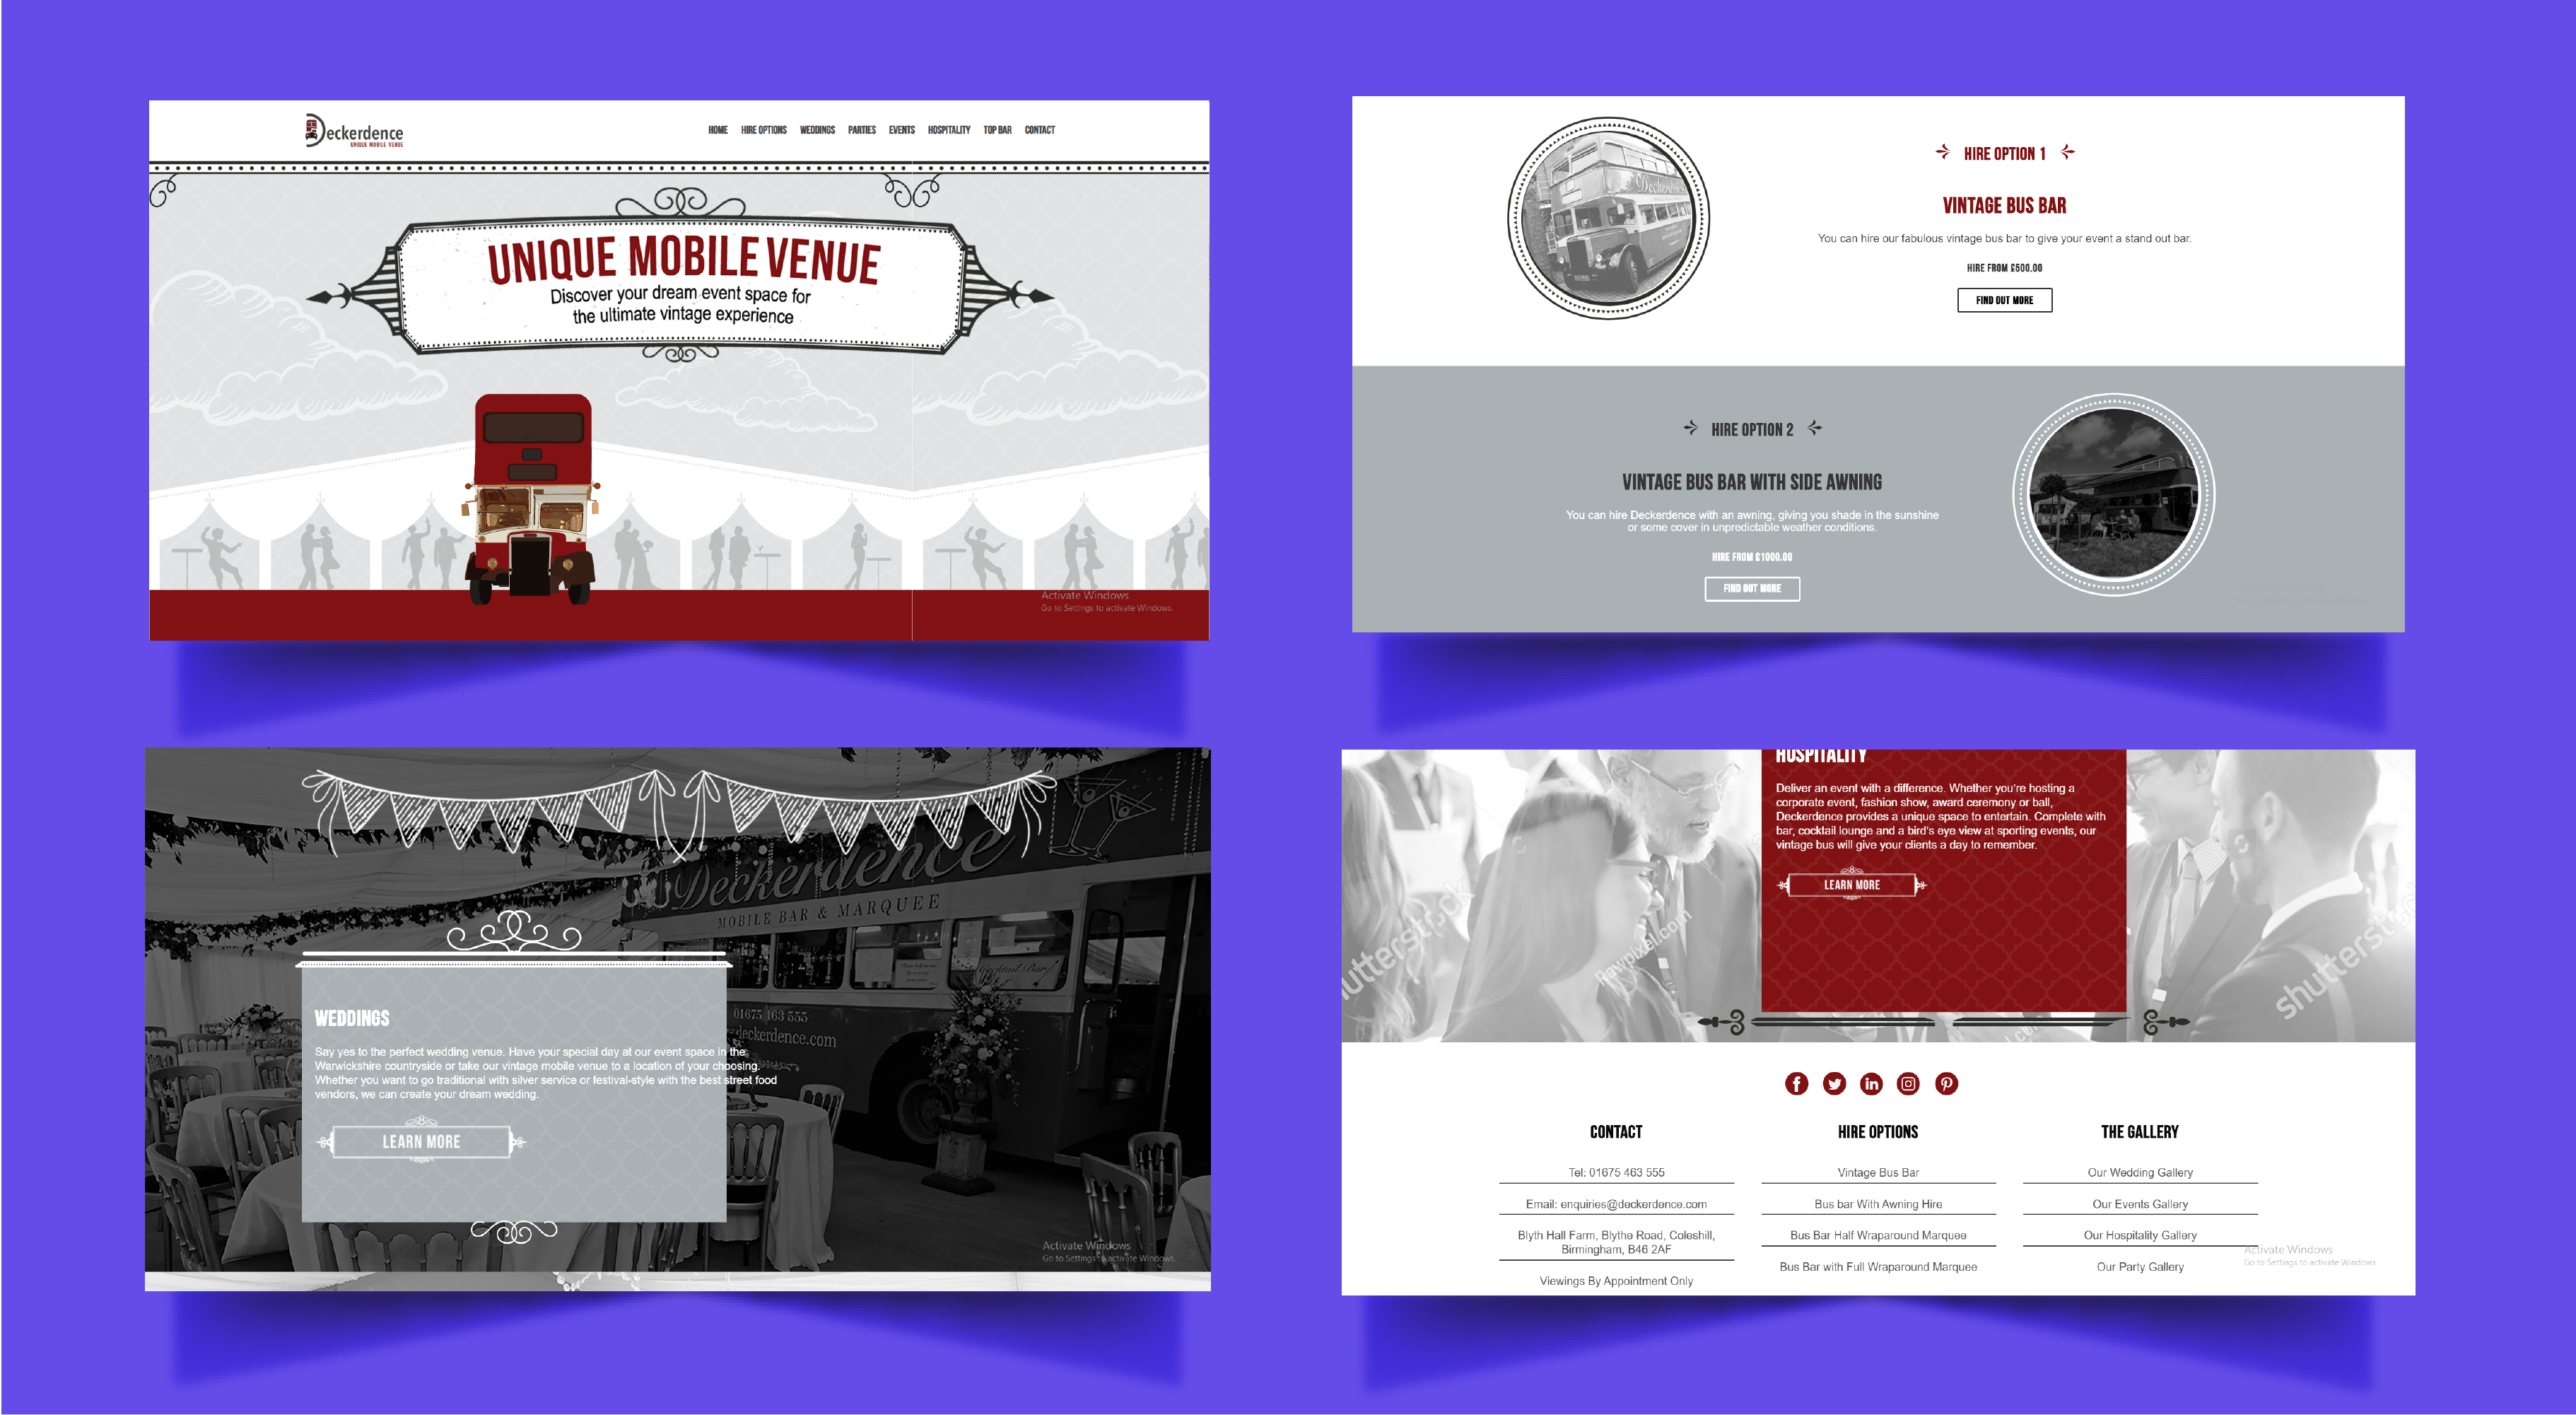 Deckerdence
UNIQUE MOBILE VENUE
HOME HIRE OPTIONS WEDDINGS PARTIES EVENTS HOSPITALITY TOP BAR CONTACT
UNIQUE MOBILE VENUE
Discover your dream event space for
the ultimate vintage experience
Activate Windows
Go to Settings to activate Windows.
HIRE OPTION 1
VINTAGE BUS BAR
You can hire our fabulous vintage bus bar to give your event a stand out bar.
HIRE FROM £500.00
FIND OUT MORE
HIRE OPTION 2
VINTAGE BUS BAR WITH SIDE AWNING
You can hire Deckerdence with an awning, giving you shade in the sunshine
or some cover in unpredictable weather conditions.
HIRE FROM £1000.00
FIND OUT MORE
Deckerdence
MOBILE BAR & MARQUEE
Cocktail Bar
01675 463 555
deckerdence.com
WEDDINGS
Say yes to the perfect wedding venue. Have your special day at our event space in the
Warwickshire countryside or take our vintage mobile venue to a location of your choosing.
Whether you want to go traditional with silver service or festival-style with the best street food
vendors, we can create your dream wedding.
LEARN MORE
Activate Windows
Go to Settings to activate Windows.
HOSPITALITY
Deliver an event with a difference. Whether you're hosting a
corporate event, fashion show, award ceremony or ball,
Deckerdence provides a unique space to entertain. Complete with
bar, cocktail lounge and a bird's eye view at sporting events, our
vintage bus will give your clients a day to remember.
LEARN MORE
shutterstock
Rawpixel.com
shutterstock
CONTACT
Tel: 01675 463 555
Email: enquiries@deckerdence.com
Blyth Hall Farm, Blythe Road, Coleshill,
Birmingham, B46 2AF
Viewings By Appointment Only
HIRE OPTIONS
Vintage Bus Bar
Bus bar With Awning Hire
Bus Bar Half Wraparound Marquee
Bus Bar with Full Wraparound Marquee
THE GALLERY
Our Wedding Gallery
Our Events Gallery
Our Hospitality Gallery
Our Party Gallery
Activate Windows
Go to Settings to activate Windows.